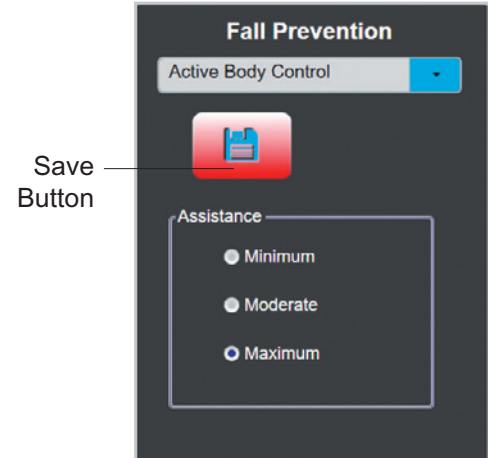 Fall Prevention
Active Body Control
Save
Button
Assistance
Minimum
Moderate
Maximum